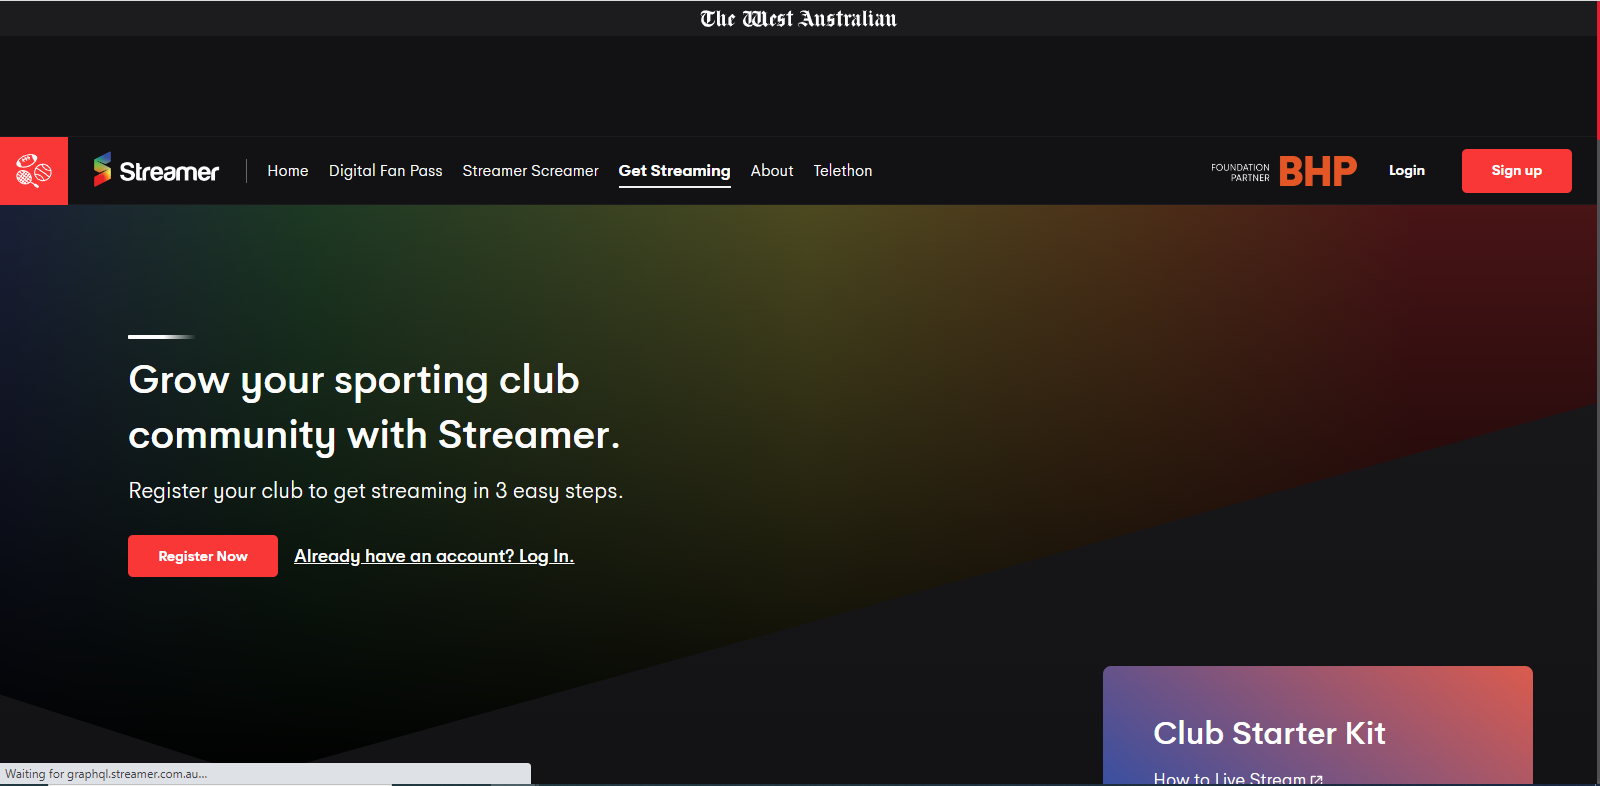 The West Australian
Streamer
Home
Digital Fan Pass
Streamer Screamer
Get Streaming
About
Telethon
FOUNDATION
PARTNER
BHP
Login
Sign up
Grow your sporting club
community with Streamer.
Register your club to get streaming in 3 easy steps.
Register Now
Already have an account? Log In.
Club Starter Kit
How to Live Stream
Waiting for graphql.streamer.com.au...